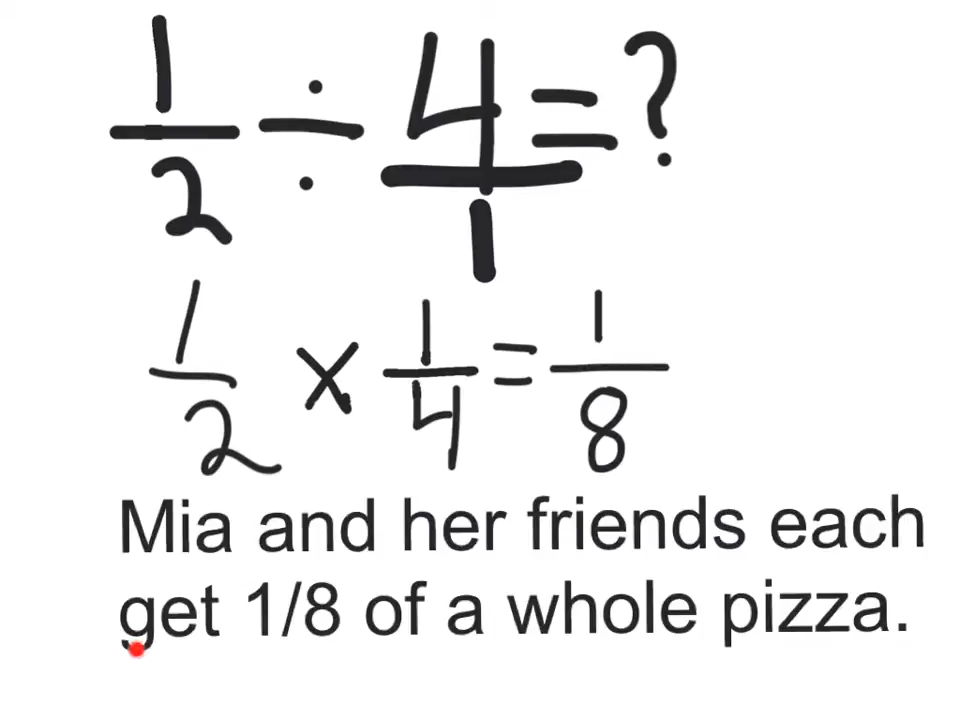 1/2 ÷ 4/1 = ?
1/2 × 1/4 = 1/8
Mia and her friends each
get 1/8 of a whole pizza.